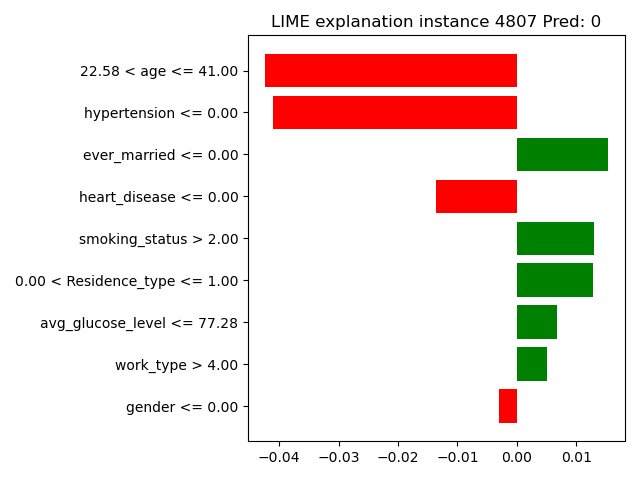 LIME explanation instance 4807 Pred: 0
22.58 < age <= 41.00
hypertension <= 0.00
ever_married <= 0.00
heart_disease <= 0.00
smoking_status > 2.00
0.00 < Residence_type <= 1.00
avg_glucose_level <= 77.28
work_type > 4.00
gender <= 0.00
−0.04 −0.03 −0.02 −0.01 0.00 0.01